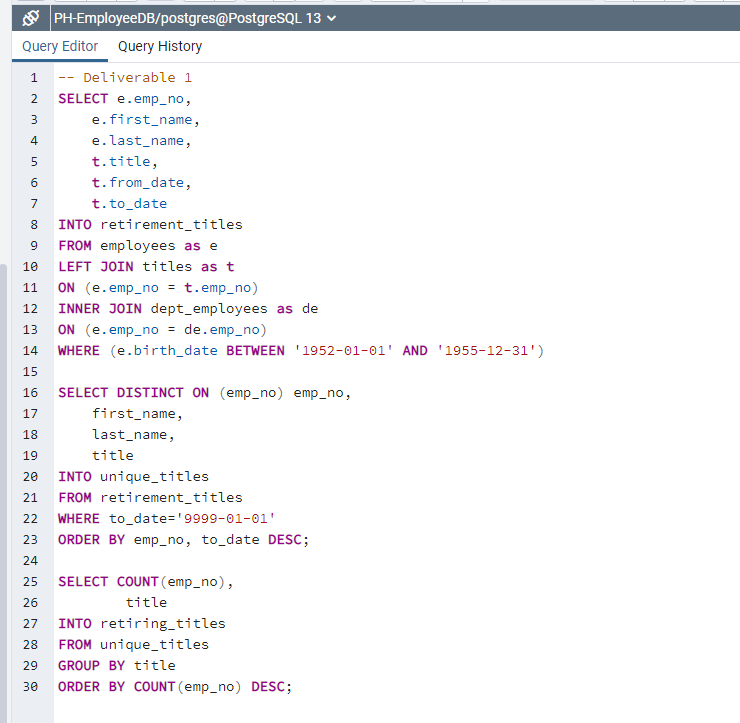 PH-EmployeeDB/postgres@PostgreSQL 13
Query Editor Query History
1 -- Deliverable 1
2 SELECT e.emp_no,
3 e.first_name,
4 e.last_name,
5 t.title,
6 t.from_date,
7 t.to_date
8 INTO retirement_titles
9 FROM employees as e
10 LEFT JOIN titles as t
11 ON (e.emp_no = t.emp_no)
12 INNER JOIN dept_employees as de
13 ON (e.emp_no = de.emp_no)
14 WHERE (e.birth_date BETWEEN '1952-01-01' AND '1955-12-31')
15
16 SELECT DISTINCT ON (emp_no) emp_no,
17 first_name,
18 last_name,
19 title
20 INTO unique_titles
21 FROM retirement_titles
22 WHERE to_date='9999-01-01'
23 ORDER BY emp_no, to_date DESC;
24
25 SELECT COUNT(emp_no),
26 title
27 INTO retiring_titles
28 FROM unique_titles
29 GROUP BY title
30 ORDER BY COUNT(emp_no) DESC;